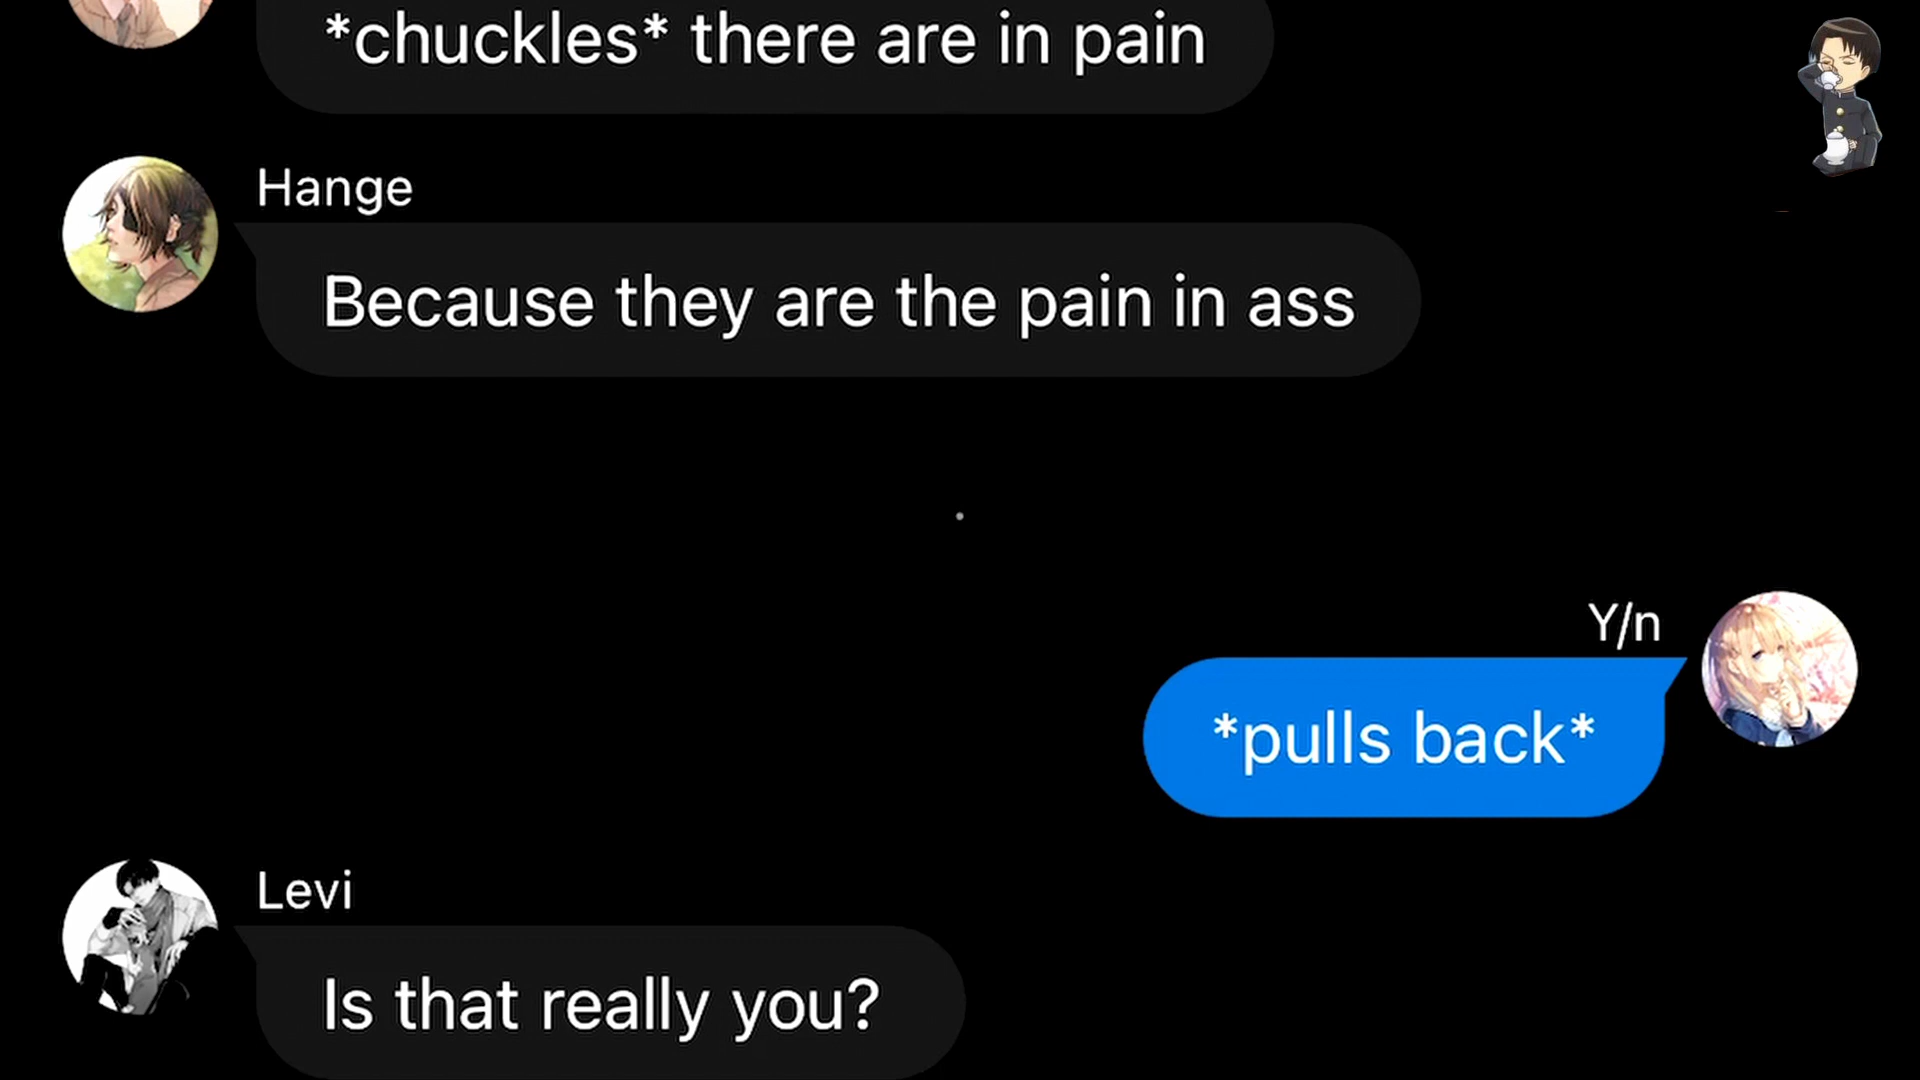 *chuckles* there are in pain
Hange
Because they are the pain in ass
Y/n
*pulls back*
Levi
Is that really you?